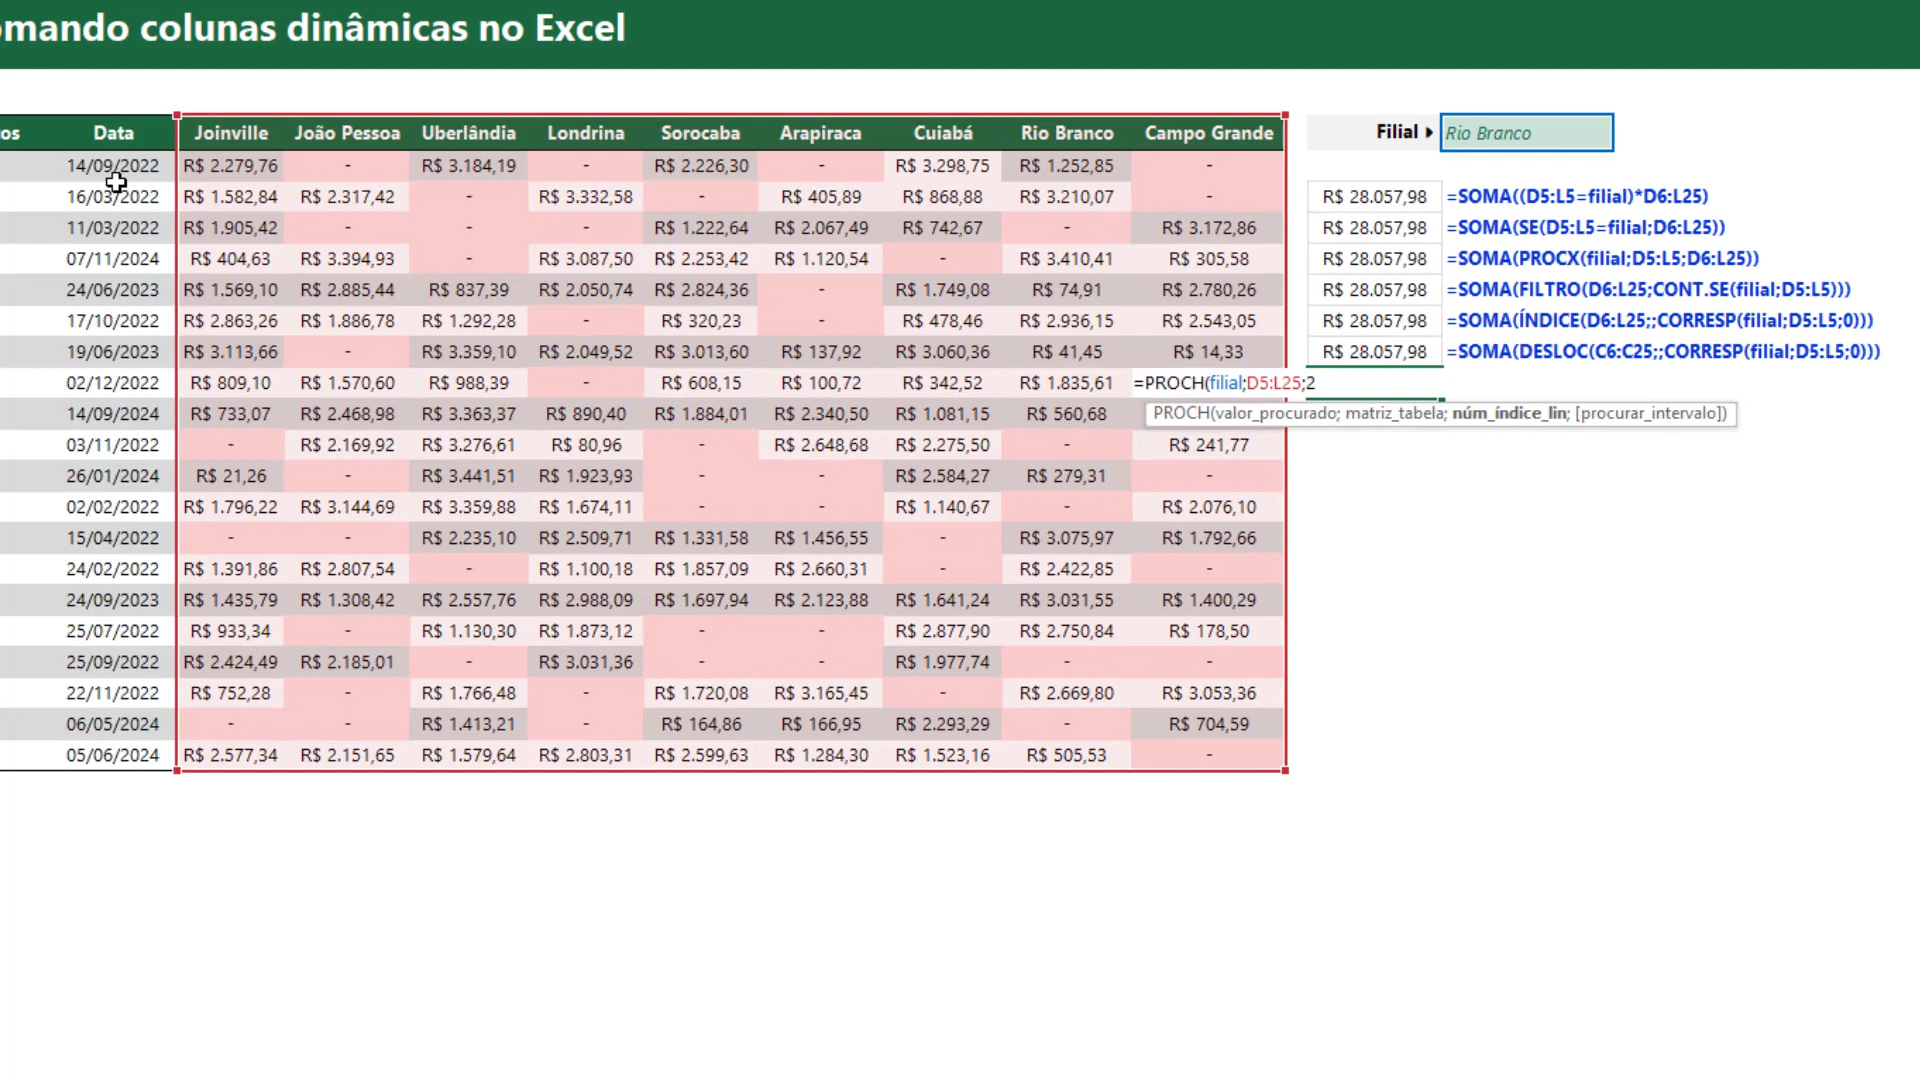 omando colunas dinâmicas no Excel
os Data Joinville João Pessoa Uberlândia Londrina Sorocaba Arapiraca Cuiabá Rio Branco Campo Grande Filial Rio Branco
14/09/2022 R$ 2.279,76 - R$ 3.184,19 - R$ 2.226,30 - R$ 3.298,75 R$ 1.252,85 -
16/03/2022 R$ 1.582,84 R$ 2.317,42 - R$ 3.332,58 - R$ 405,89 R$ 868,88 R$ 3.210,07 - R$ 28.057,98 =SOMA((D5:L5=filial)*D6:L25)
11/03/2022 R$ 1.905,42 - - - R$ 1.222,64 R$ 2.067,49 R$ 742,67 - R$ 3.172,86 R$ 28.057,98 =SOMA(SE(D5:L5=filial;D6:L25))
07/11/2024 R$ 404,63 R$ 3.394,93 - R$ 3.087,50 R$ 2.253,42 R$ 1.120,54 - R$ 3.410,41 R$ 305,58 R$ 28.057,98 =SOMA(PROCX(filial;D5:L5;D6:L25))
24/06/2023 R$ 1.569,10 R$ 2.885,44 R$ 837,39 R$ 2.050,74 R$ 2.824,36 - R$ 1.749,08 R$ 74,91 R$ 2.780,26 R$ 28.057,98 =SOMA(FILTRO(D6:L25;CONT.SE(filial;D5:L5)))
17/10/2022 R$ 2.863,26 R$ 1.886,78 R$ 1.292,28 - R$ 320,23 - R$ 478,46 R$ 2.936,15 R$ 2.543,05 R$ 28.057,98 =SOMA(ÍNDICE(D6:L25;;CORRESP(filial;D5:L5;0)))
19/06/2023 R$ 3.113,66 - R$ 3.359,10 R$ 2.049,52 R$ 3.013,60 R$ 137,92 R$ 3.060,36 R$ 41,45 R$ 14,33 R$ 28.057,98 =SOMA(DESLOC(C6:C25;;CORRESP(filial;D5:L5;0)))
02/12/2022 R$ 809,10 R$ 1.570,60 R$ 988,39 - R$ 608,15 R$ 100,72 R$ 342,52 R$ 1.835,61 =PROCH(filial;D5:L25;2
14/09/2024 R$ 733,07 R$ 2.468,98 R$ 3.363,37 R$ 890,40 R$ 1.884,01 R$ 2.340,50 R$ 1.081,15 R$ 560,68 PROCH(valor_procurado; matriz_tabela; núm_índice_lin; [procurar_intervalo])
03/11/2022 - R$ 2.169,92 R$ 3.276,61 R$ 80,96 - R$ 2.648,68 R$ 2.275,50 - R$ 241,77
26/01/2024 R$ 21,26 - R$ 3.441,51 R$ 1.923,93 - - R$ 2.584,27 R$ 279,31 -
02/02/2022 R$ 1.796,22 R$ 3.144,69 R$ 3.359,88 R$ 1.674,11 - - R$ 1.140,67 - R$ 2.076,10
15/04/2022 - - R$ 2.235,10 R$ 2.509,71 R$ 1.331,58 R$ 1.456,55 - R$ 3.075,97 R$ 1.792,66
24/02/2022 R$ 1.391,86 R$ 2.807,54 - R$ 1.100,18 R$ 1.857,09 R$ 2.660,31 - R$ 2.422,85 -
24/09/2023 R$ 1.435,79 R$ 1.308,42 R$ 2.557,76 R$ 2.988,09 R$ 1.697,94 R$ 2.123,88 R$ 1.641,24 R$ 3.031,55 R$ 1.400,29
25/07/2022 R$ 933,34 - R$ 1.130,30 R$ 1.873,12 - - R$ 2.877,90 R$ 2.750,84 R$ 178,50
25/09/2022 R$ 2.424,49 R$ 2.185,01 - R$ 3.031,36 - - R$ 1.977,74 - -
22/11/2022 R$ 752,28 - R$ 1.766,48 - R$ 1.720,08 R$ 3.165,45 - R$ 2.669,80 R$ 3.053,36
06/05/2024 - - R$ 1.413,21 - R$ 164,86 R$ 166,95 R$ 2.293,29 - R$ 704,59
05/06/2024 R$ 2.577,34 R$ 2.151,65 R$ 1.579,64 R$ 2.803,31 R$ 2.599,63 R$ 1.284,30 R$ 1.523,16 R$ 505,53 -